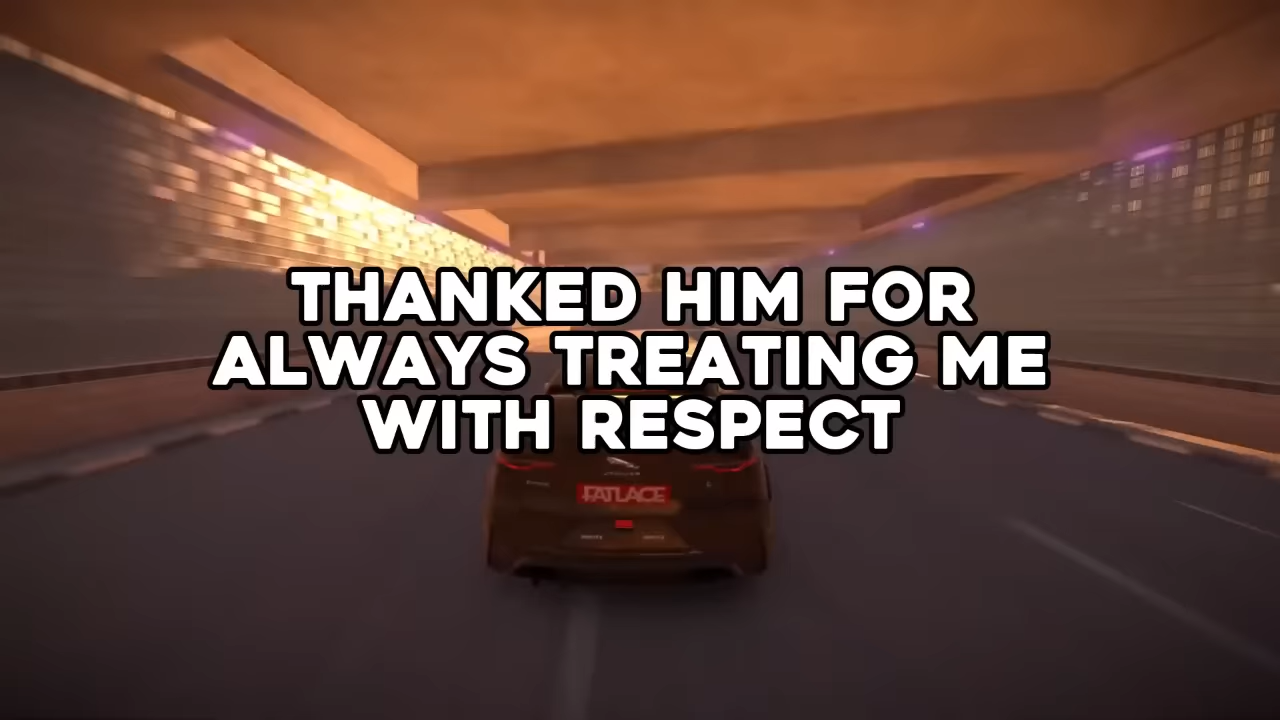 THANKED HIM FOR
ALWAYS TREATING ME
WITH RESPECT
FATLACE